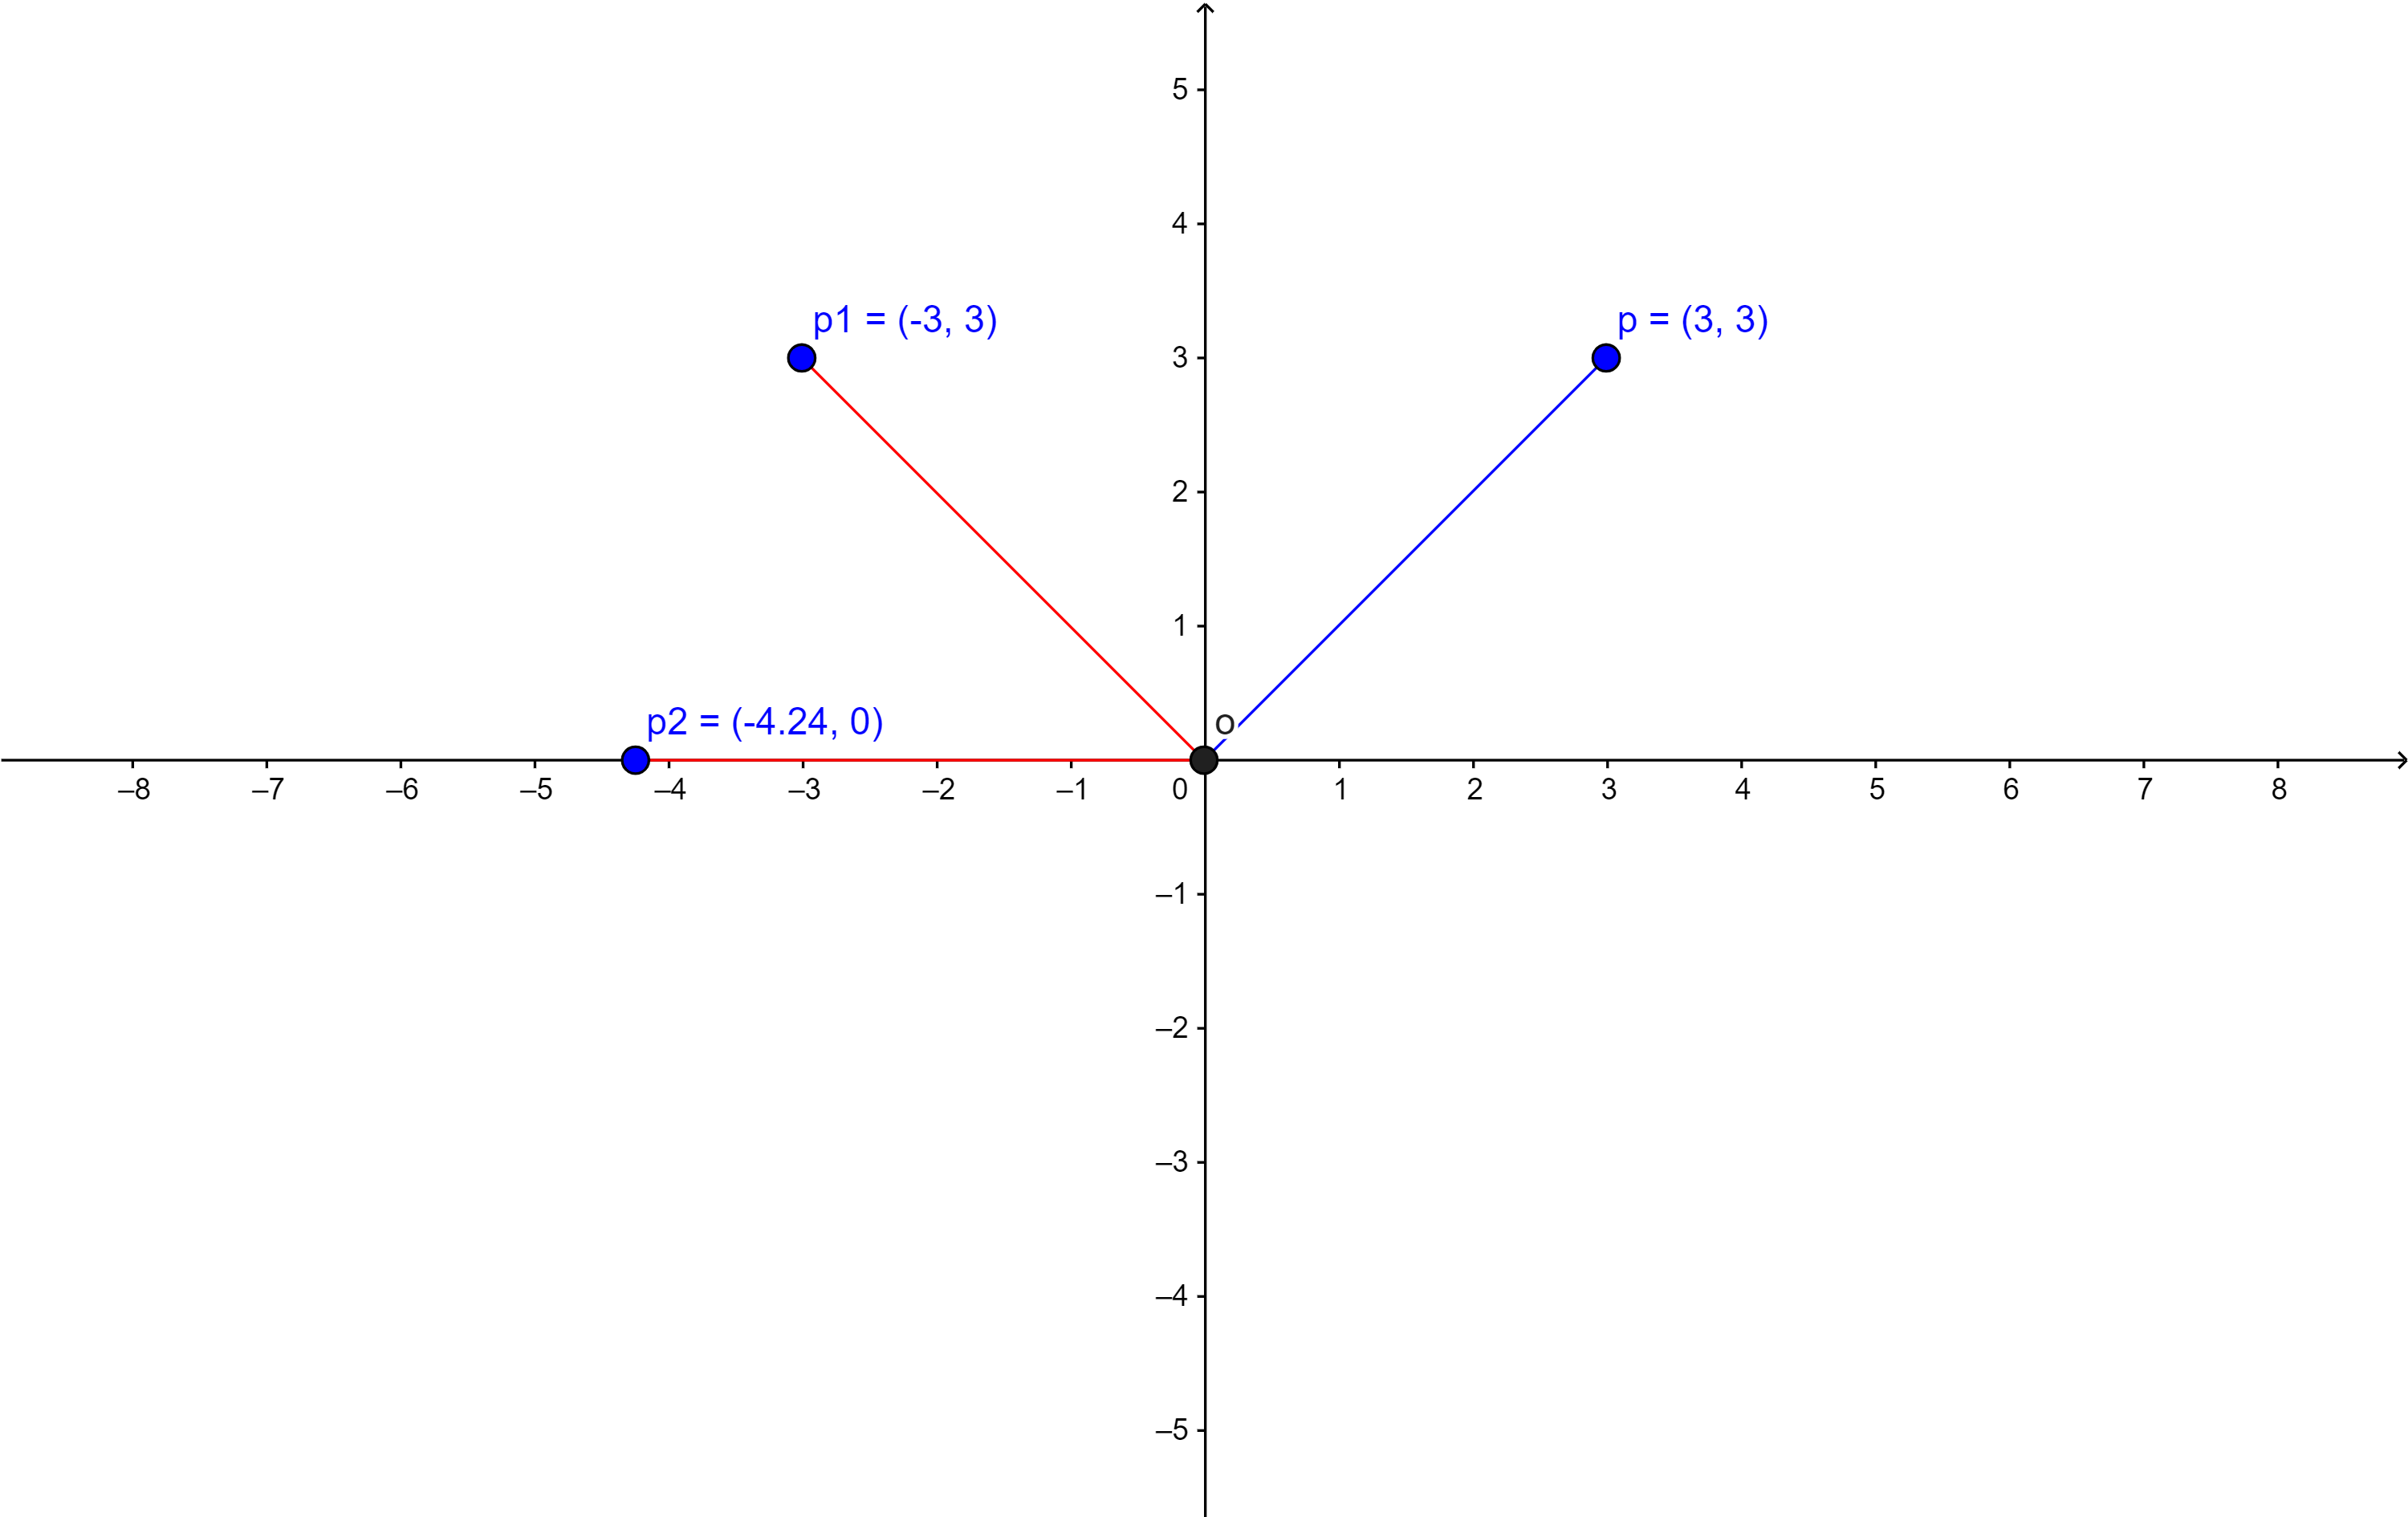 5
4
p1 = (-3, 3)
p = (3, 3)
3
2
1
p2 = (-4.24, 0)
O
–8 –7 –6 –5 –4 –3 –2 –1 0 1 2 3 4 5 6 7 8
–1
–2
–3
–4
–5